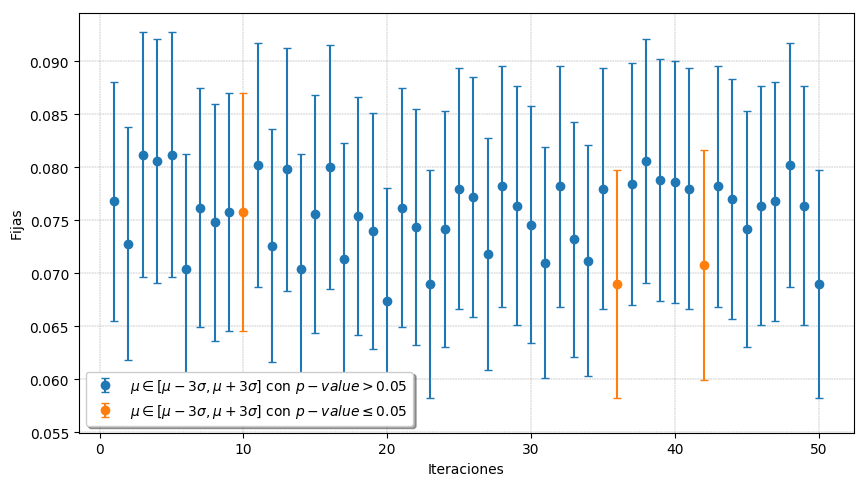 0.090
0.085
0.080
0.075
0.070
0.065
0.060
0.055
Fijas
μ ∈ [μ − 3σ, μ + 3σ] con p − value > 0.05
μ ∈ [μ − 3σ, μ + 3σ] con p − value ≤ 0.05
0 10 20 30 40 50
Iteraciones